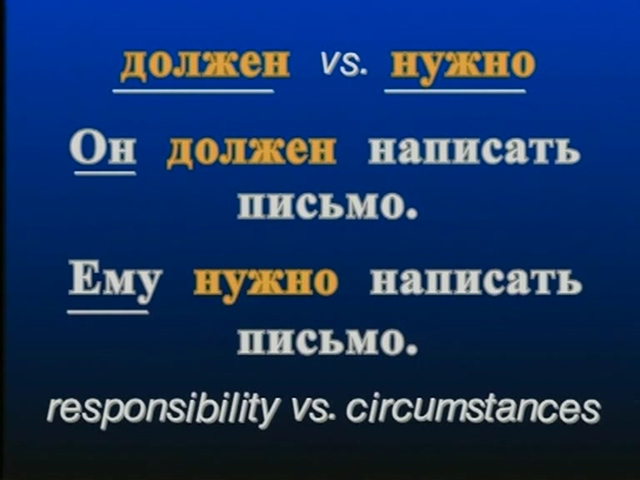 должен vs. нужно
Он должен написать
письмо.
Ему нужно написать
письмо.
responsibility vs. circumstances